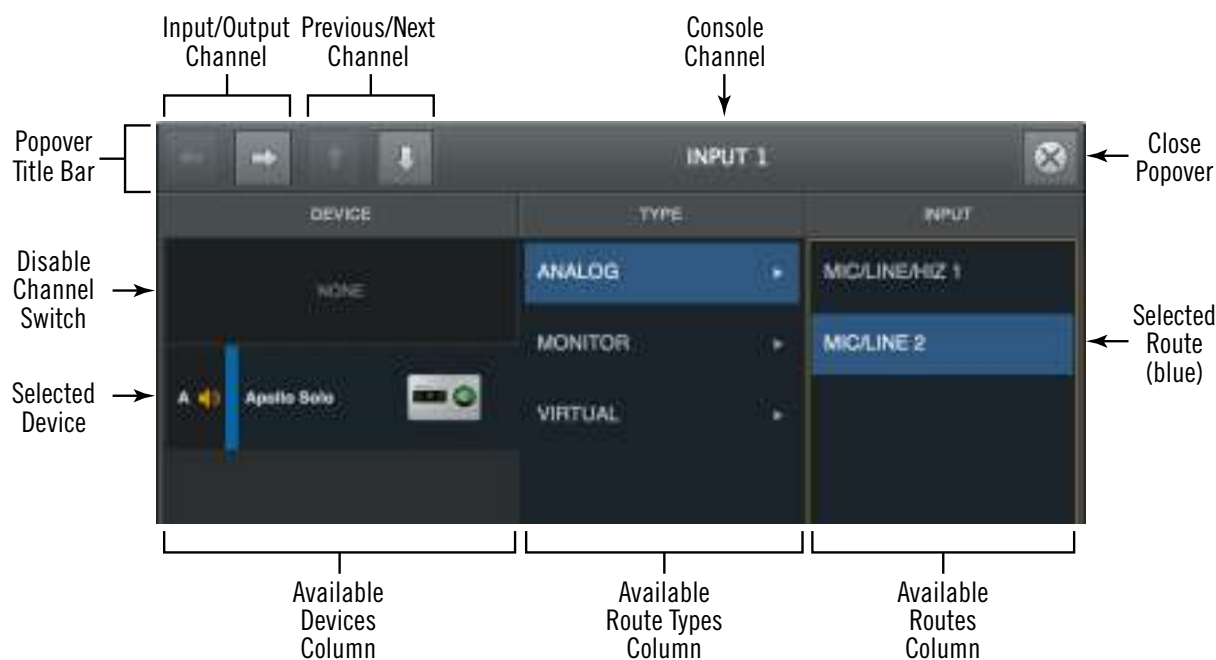 Input/Output
Channel
Previous/Next
Channel
Console
Channel
Popover
Title Bar
INPUT 1
Close
Popover
DEVICE
TYPE
INPUT
Disable
Channel
Switch
NONE
ANALOG
MIC/LINE/HIZ 1
MONITOR
MIC/LINE 2
Selected
Route
(blue)
Selected
Device
A
Apollo Solo
VIRTUAL
Available
Devices
Column
Available
Route Types
Column
Available
Routes
Column